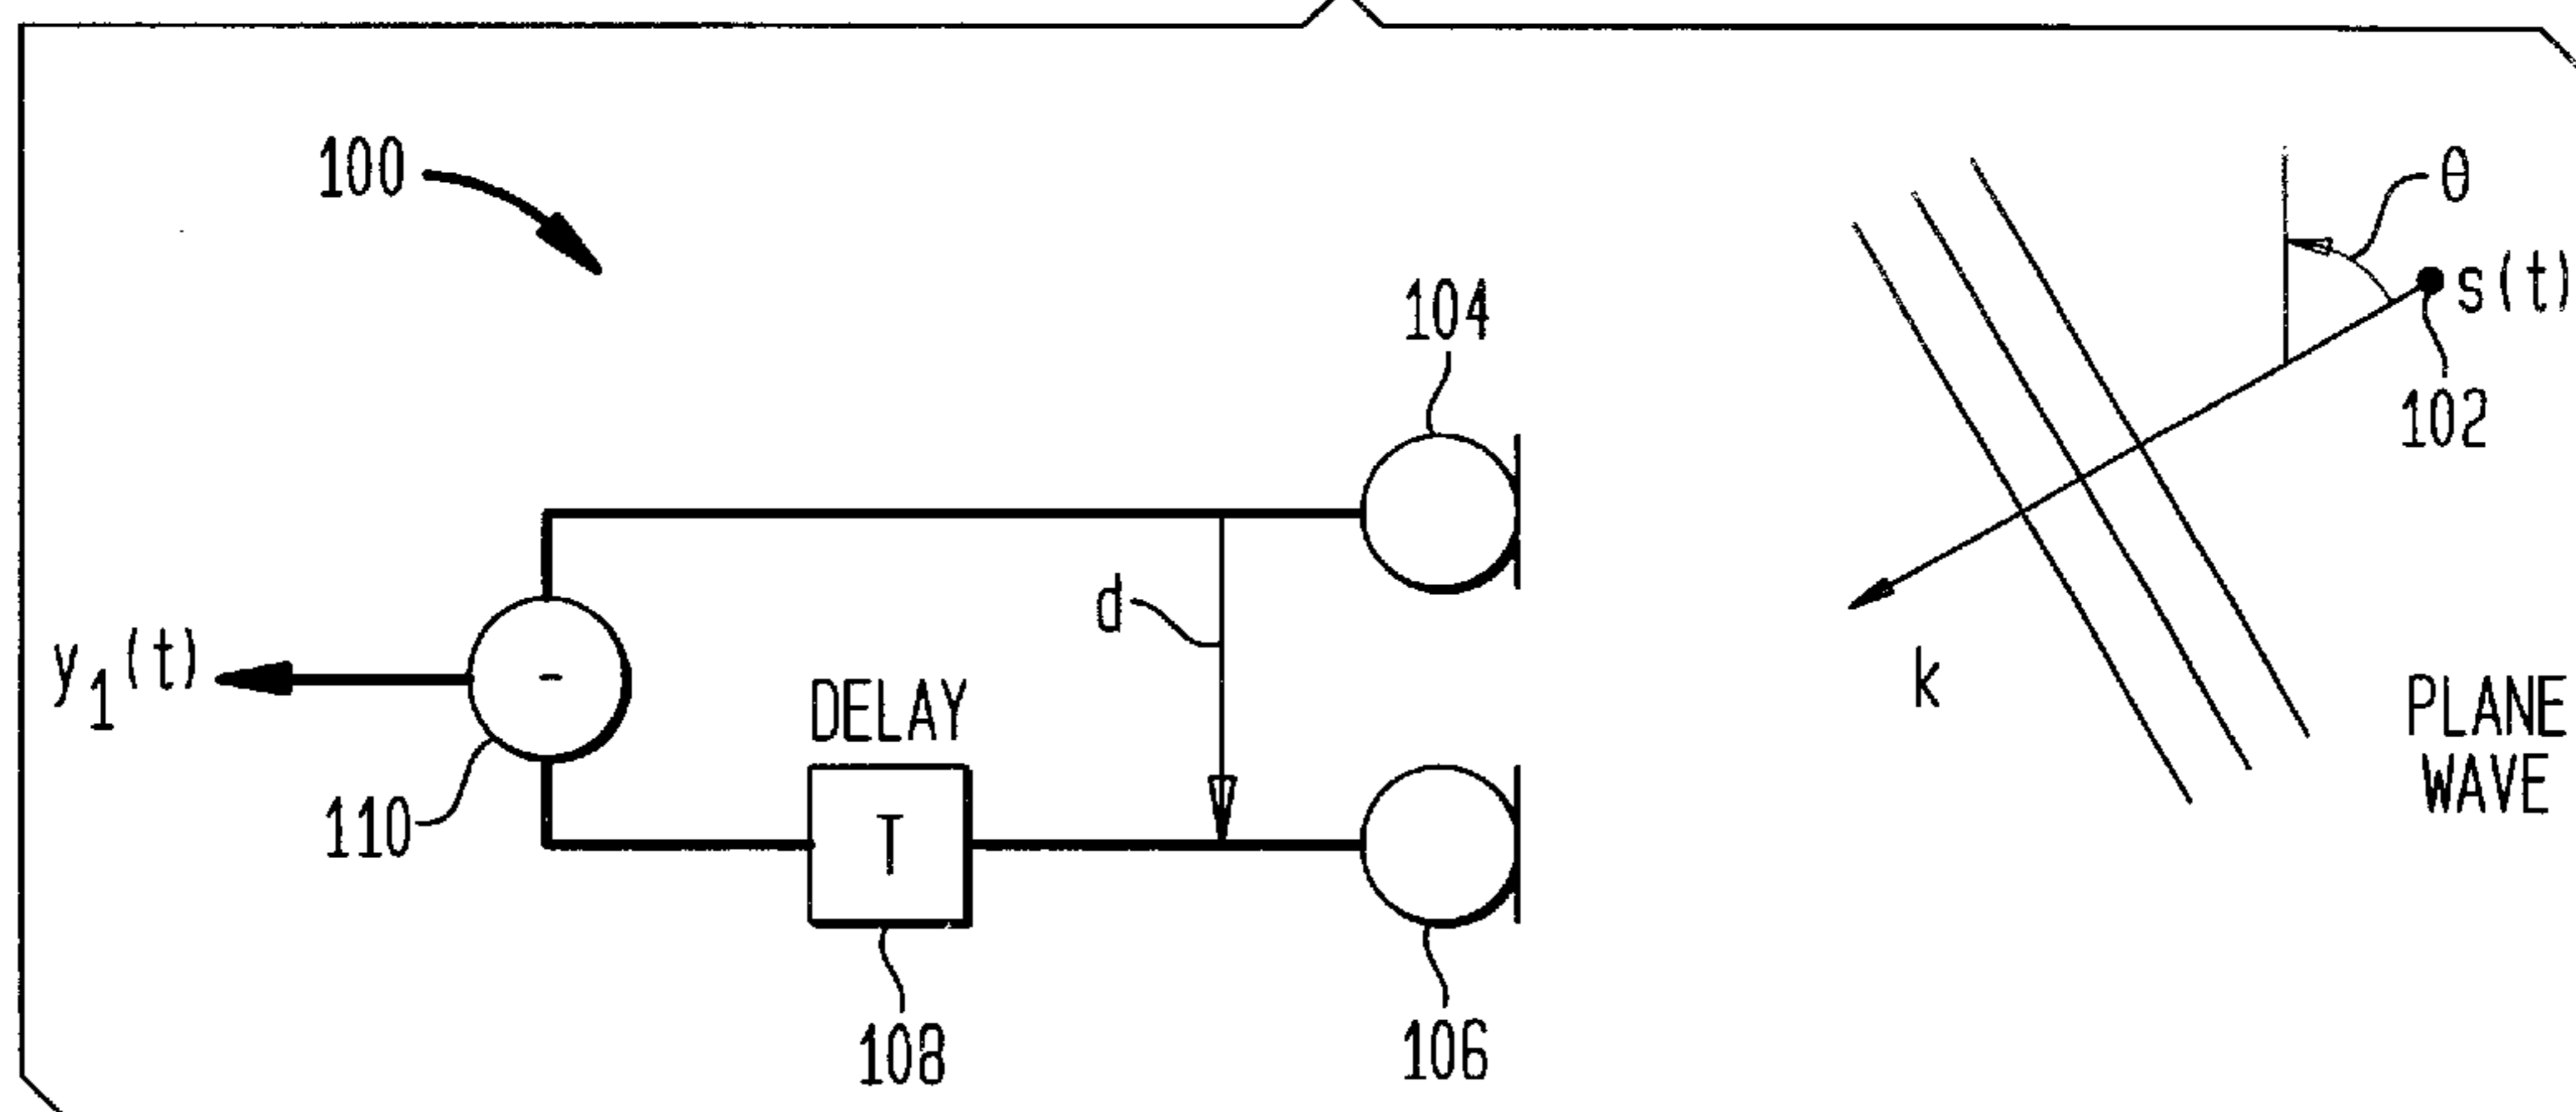 100
θ
s(t)
104
102
d
k
y1(t)
DELAY
PLANE
WAVE
110
T
108
106
-